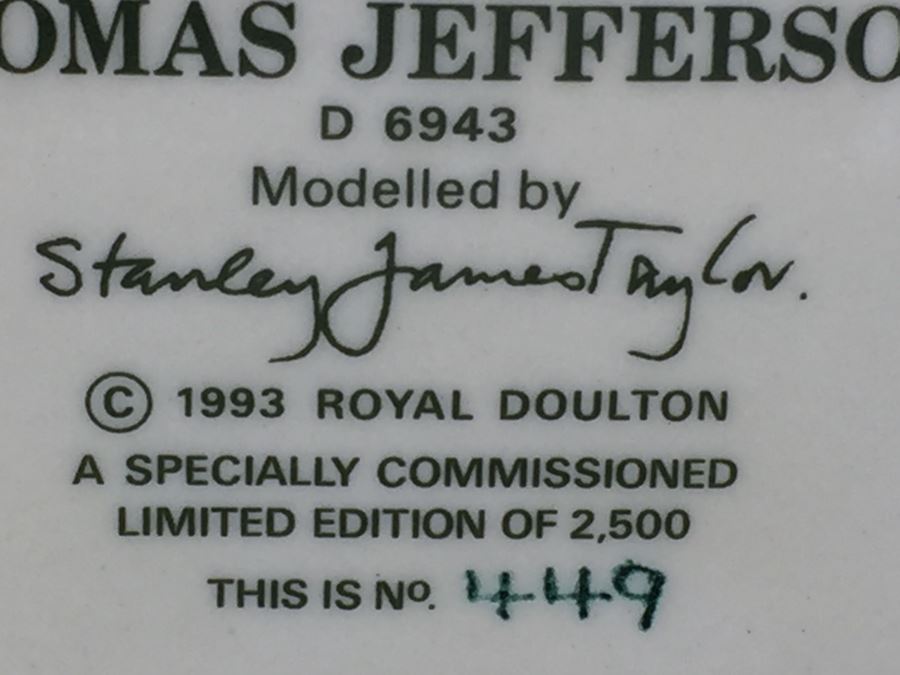 OMAS JEFFERSO
D 6943
Modelled by
Stanley James Taylor.
© 1993 ROYAL DOULTON
A SPECIALLY COMMISSIONED
LIMITED EDITION OF 2,500
THIS IS No. 449